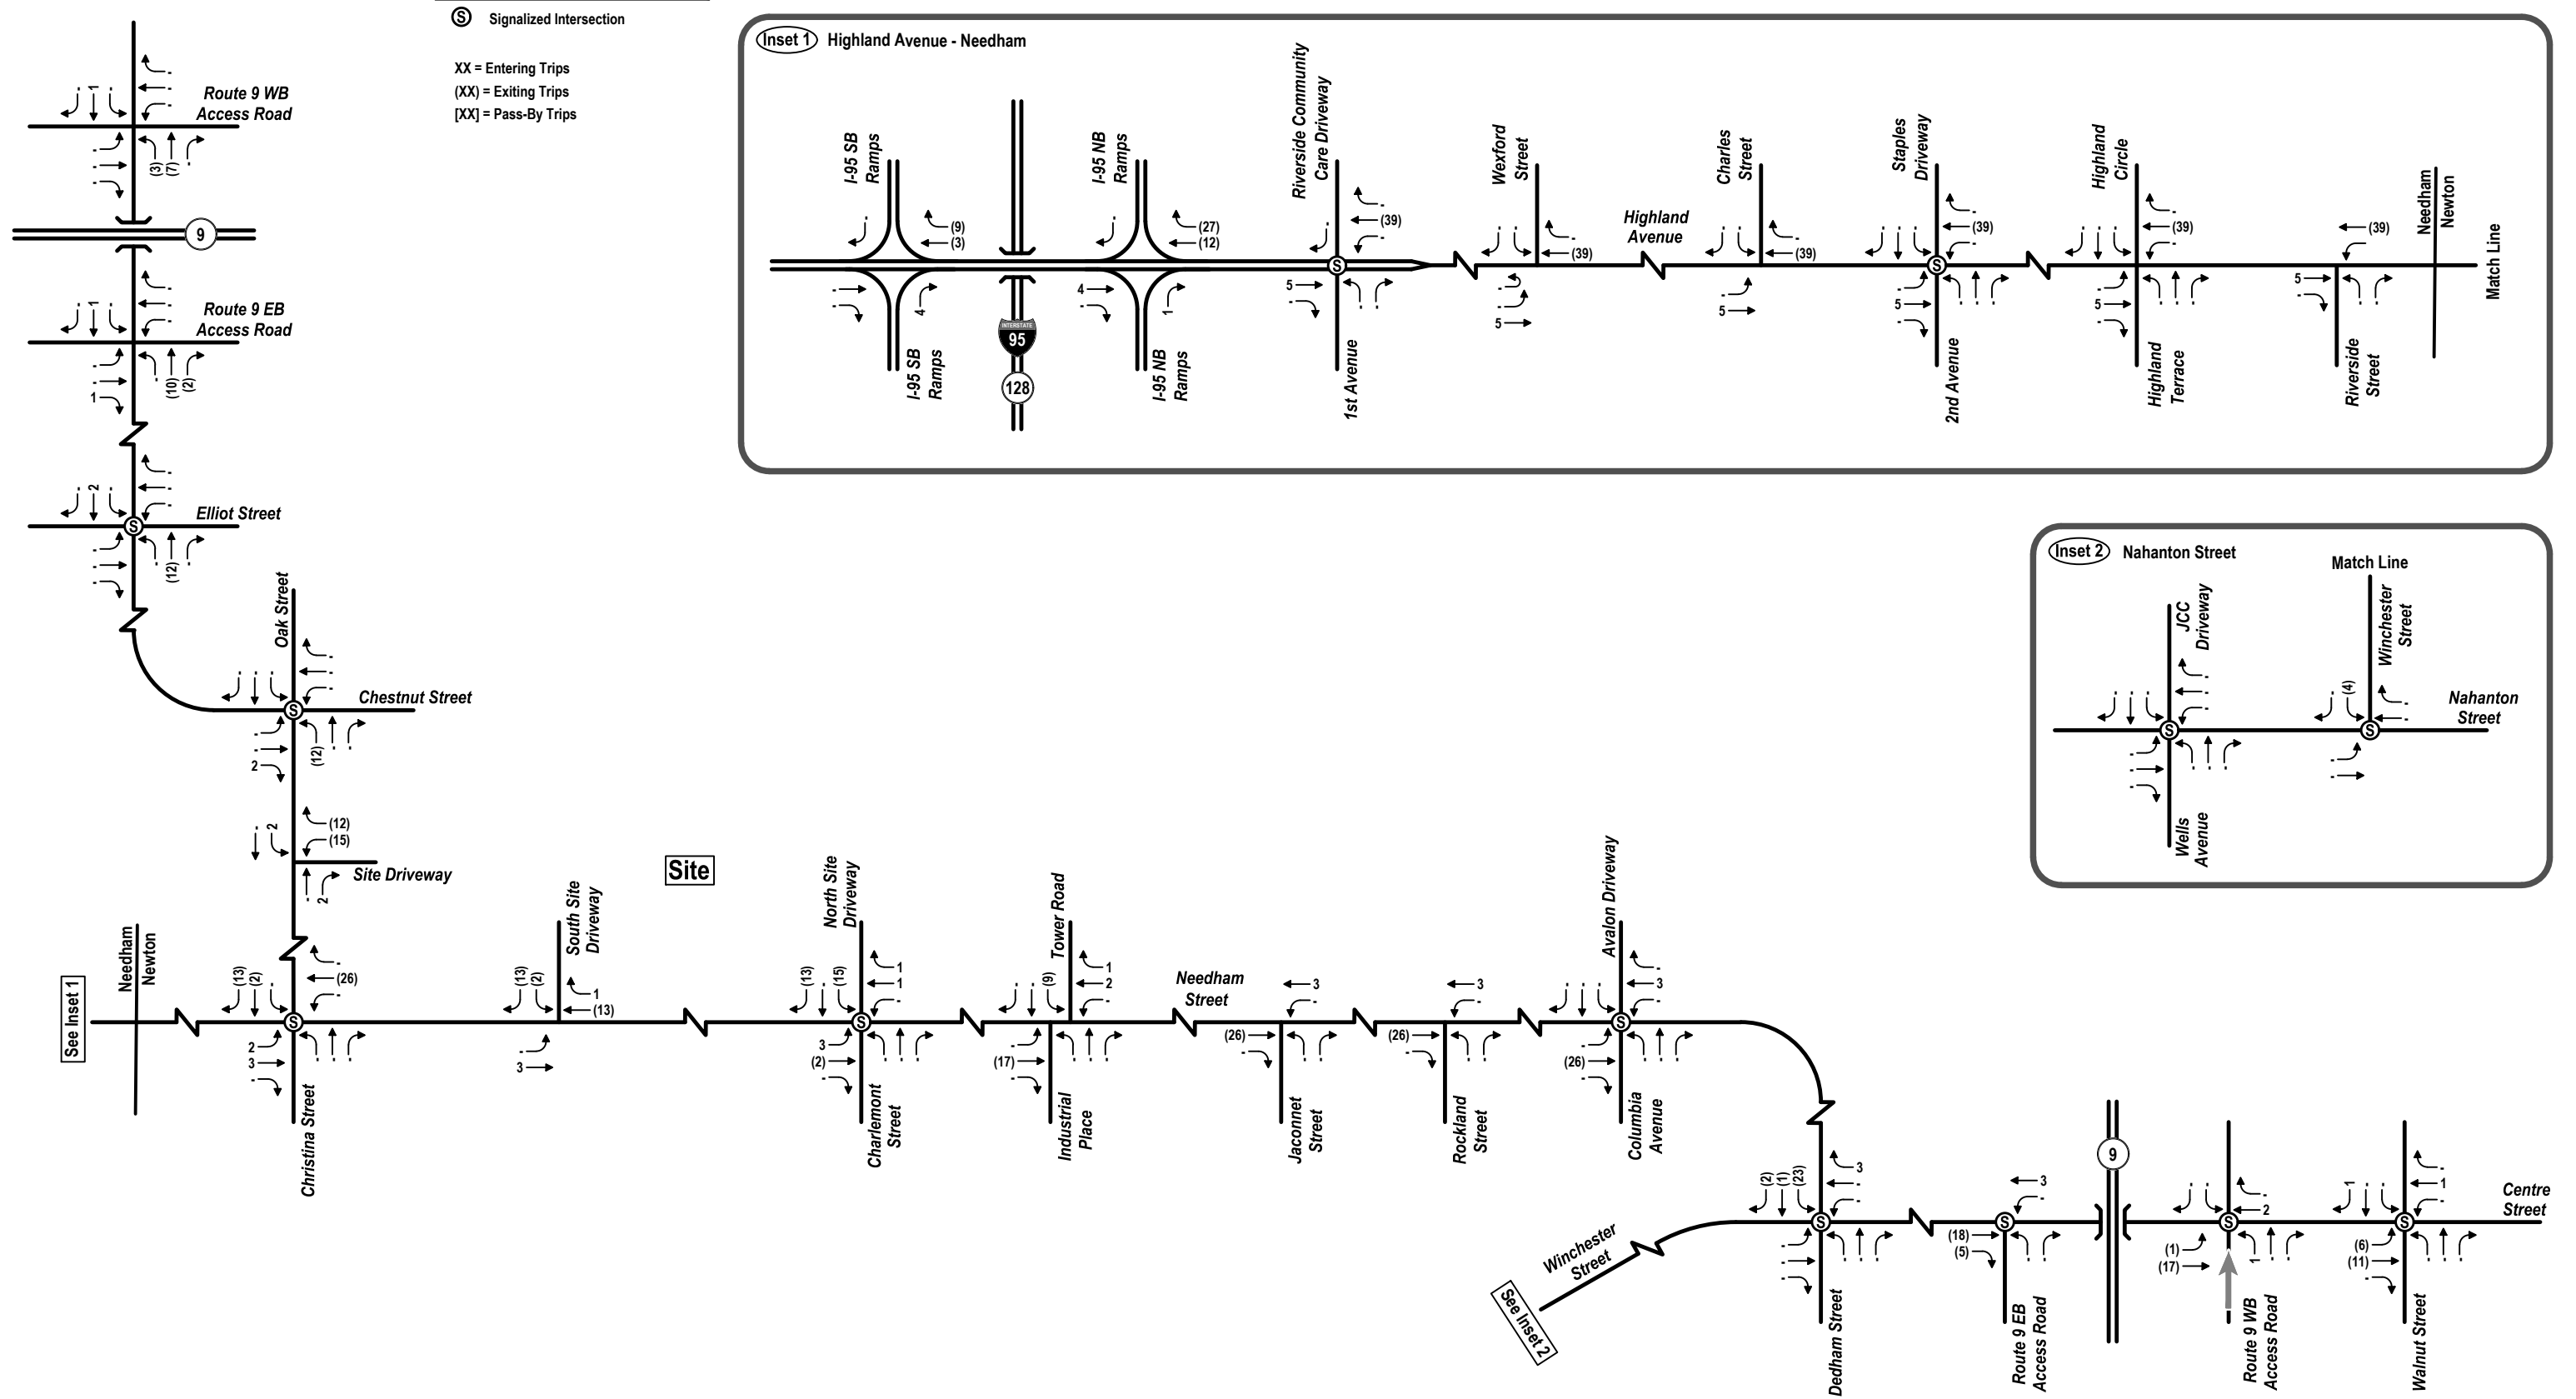 S Signalized Intersection
XX = Entering Trips
(XX) = Exiting Trips
[XX] = Pass-By Trips
Inset 1 Highland Avenue - Needham
I-95 SB
Ramps
- (9)
(3)
- -
4
I-95 SB
Ramps
INTERSTATE
95
128
I-95 NB
Ramps
- (27)
(12)
4 -
1
I-95 NB
Ramps
Riverside Community
Care Driveway
- - (39) -
S
5 - - -
1st Avenue
Wexford
Street
- - - (39)
- - 5
Highland
Avenue
Charles
Street
- - - (39)
- 5
Staples
Driveway
- - - - (39) -
S
- 5 - - - -
2nd Avenue
Highland
Circle
- - - - (39) -
- 5 - - - -
Highland
Terrace
(39)
-
5 - - -
Riverside
Street
Needham
Newton
Match Line
- 1 - - - -
Route 9 WB
Access Road
- - - (3) (7) -
9
- 1 - - - -
Route 9 EB
Access Road
- - 1 - (10) (2)
- 2 - - - -
Elliot Street
S
- - - - (12) -
Oak Street
- - - - - -
Chestnut Street
S
- - 2 (12) - -
- 2 (12) (15)
Site Driveway
- 2
Inset 2 Nahanton Street
Match Line
JCC
Driveway
- - - - - -
S
- - - - - -
Wells
Avenue
Winchester
Street
- (4) - -
S
- -
Nahanton
Street
Site
See Inset 1
Needham
Newton
(13) (2) - - (26) -
S
2 3 - - - -
Christina Street
South Site
Driveway
(13) (2) 1 (13)
- 3
North Site
Driveway
(13) - (15) 1 1 -
S
3 (2) - - - -
Charlemont
Street
Tower Road
- - (9) 1 2 -
- (17) - - - -
Industrial
Place
Needham
Street
3 -
(26) - - -
Jaconnet
Street
3 -
(26) - - -
Rockland
Street
Avalon Driveway
- - - - 3 -
S
- (26) - - - -
Columbia
Avenue
Winchester
Street
See Inset 2
(2) (1) (23) 3 - -
S
- - - - - -
Dedham Street
3 -
S
(18) (5) - -
Route 9 EB
Access Road
9
- - - 2
S
(1) (17) 1 - -
Route 9 WB
Access Road
1 - - - 1 -
S
(6) (11) - - - -
Walnut Street
Centre
Street